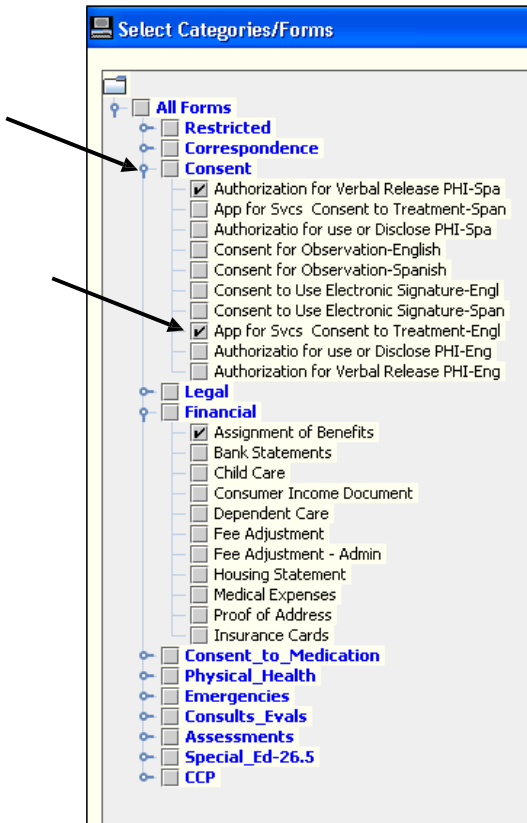 Select Categories/Forms
All Forms
Restricted
Correspondence
Consent
Authorization for Verbal Release PHI-Spa
App for Svcs  Consent to Treatment-Span
Authorizatio for use or Disclose PHI-Spa
Consent for Observation-English
Consent for Observation-Spanish
Consent to Use Electronic Signature-Engl
Consent to Use Electronic Signature-Span
App for Svcs  Consent to Treatment-Engl
Authorizatio for use or Disclose PHI-Eng
Authorization for Verbal Release PHI-Eng
Legal
Financial
Assignment of Benefits
Bank Statements
Child Care
Consumer Income Document
Dependent Care
Fee Adjustment
Fee Adjustment - Admin
Housing Statement
Medical Expenses
Proof of Address
Insurance Cards
Consent_to_Medication
Physical_Health
Emergencies
Consults_Evals
Assessments
Special_Ed-26.5
CCP